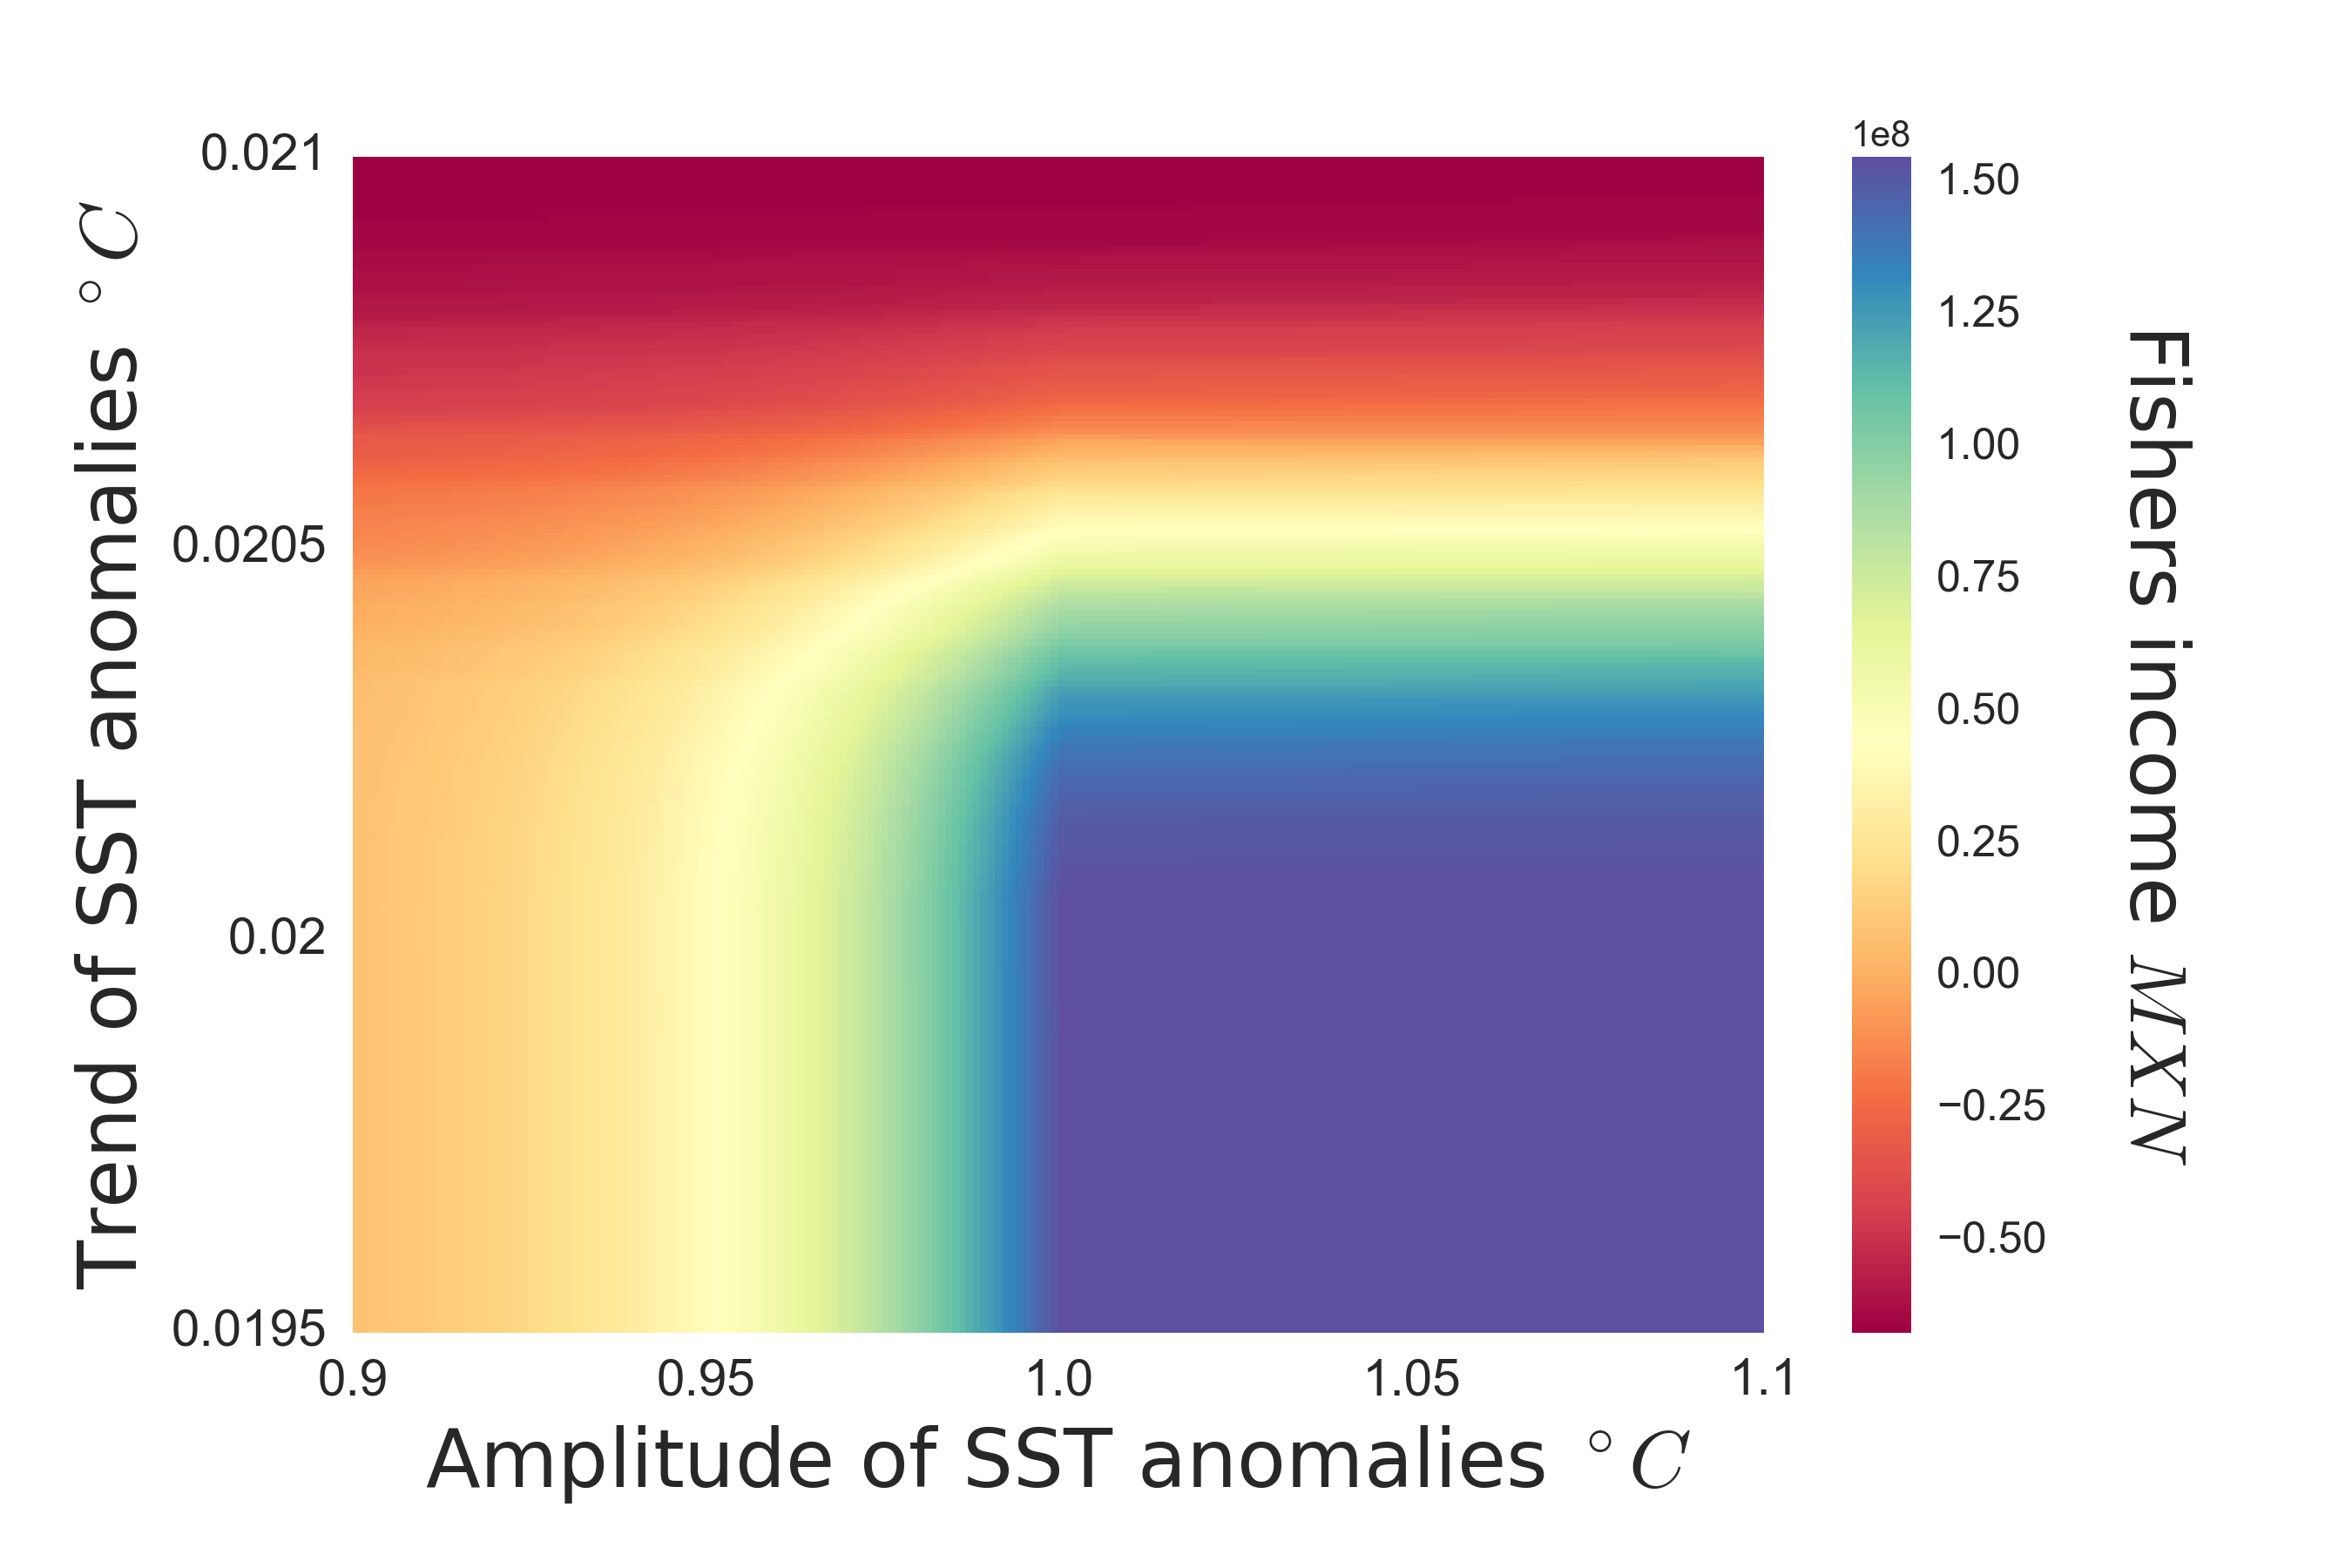 Trend of SST anomalies °C
0.021
0.0205
0.02
0.0195
0.9 0.95 1.0 1.05 1.1
Amplitude of SST anomalies °C
1e8
1.50
1.25
1.00
0.75
0.50
0.25
0.00
−0.25
−0.50
Fishers income MXN